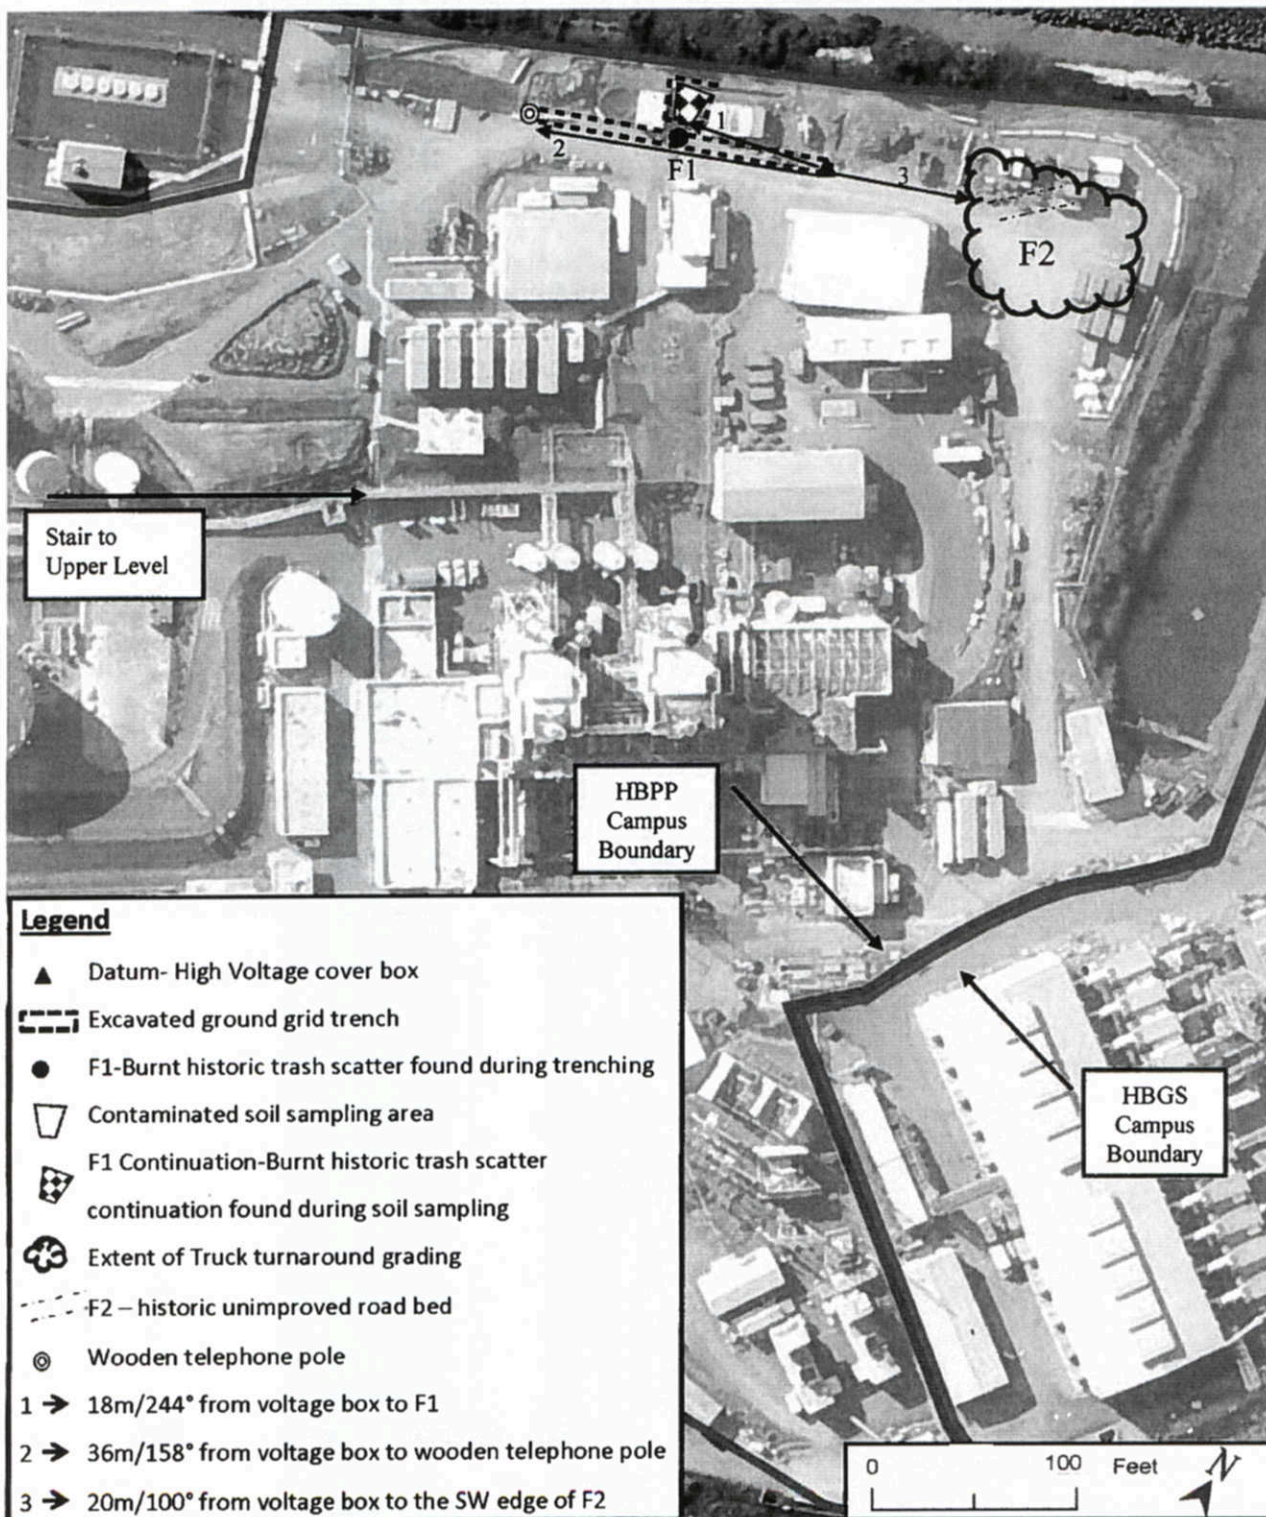 1
2
F1
3
F2
Stair to
Upper Level
HBPP
Campus
Boundary
Legend
Datum- High Voltage cover box
Excavated ground grid trench
F1-Burnt historic trash scatter found during trenching
Contaminated soil sampling area
F1 Continuation-Burnt historic trash scatter
continuation found during soil sampling
Extent of Truck turnaround grading
F2 – historic unimproved road bed
Wooden telephone pole
1 → 18m/244° from voltage box to F1
2 → 36m/158° from voltage box to wooden telephone pole
3 → 20m/100° from voltage box to the SW edge of F2
HBGS
Campus
Boundary
0 100 Feet N